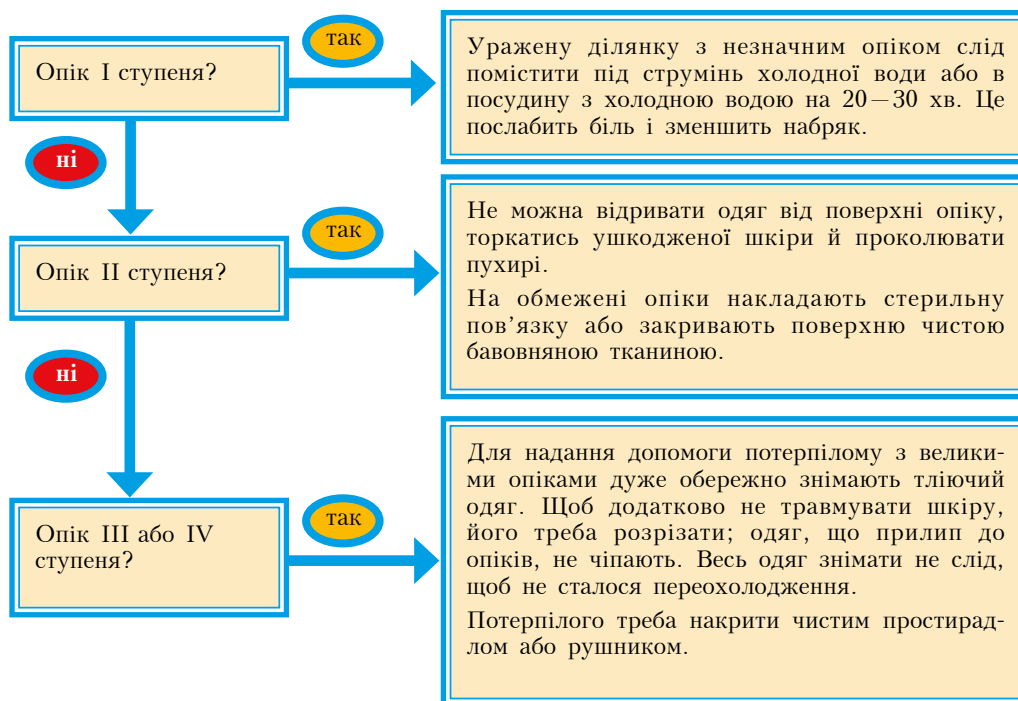 Опік I ступеня?
так
Уражену ділянку з незначним опіком слід
помістити під струмінь холодної води або в
посудину з холодною водою на 20–30 хв. Це
послабить біль і зменшить набряк.
ні
Опік II ступеня?
так
Не можна відривати одяг від поверхні опіку,
торкатись ушкодженої шкіри й проколювати
пухирі.
На обмежені опіки накладають стерильну
пов’язку або закривають поверхню чистою
бавовняною тканиною.
ні
Опік III або IV
ступеня?
так
Для надання допомоги потерпілому з велики-
ми опіками дуже обережно знімають тліючий
одяг. Щоб додатково не травмувати шкіру,
його треба розрізати; одяг, що прилип до
опіків, не чіпають. Весь одяг знімати не слід,
щоб не сталося переохолодження.
Потерпілого треба накрити чистим простирад-
лом або рушником.